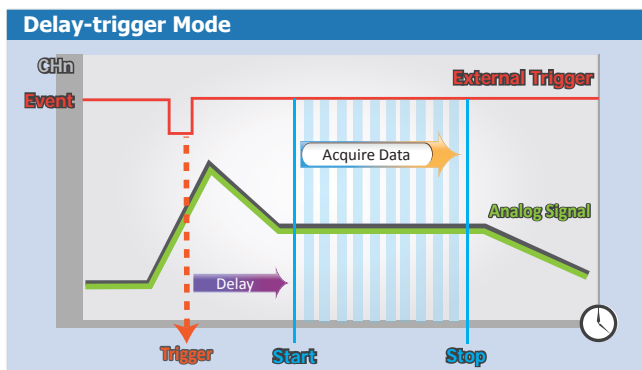 Delay-trigger Mode
CHn
External Trigger
Event
Acquire Data
Analog Signal
Delay
Trigger
Start
Stop